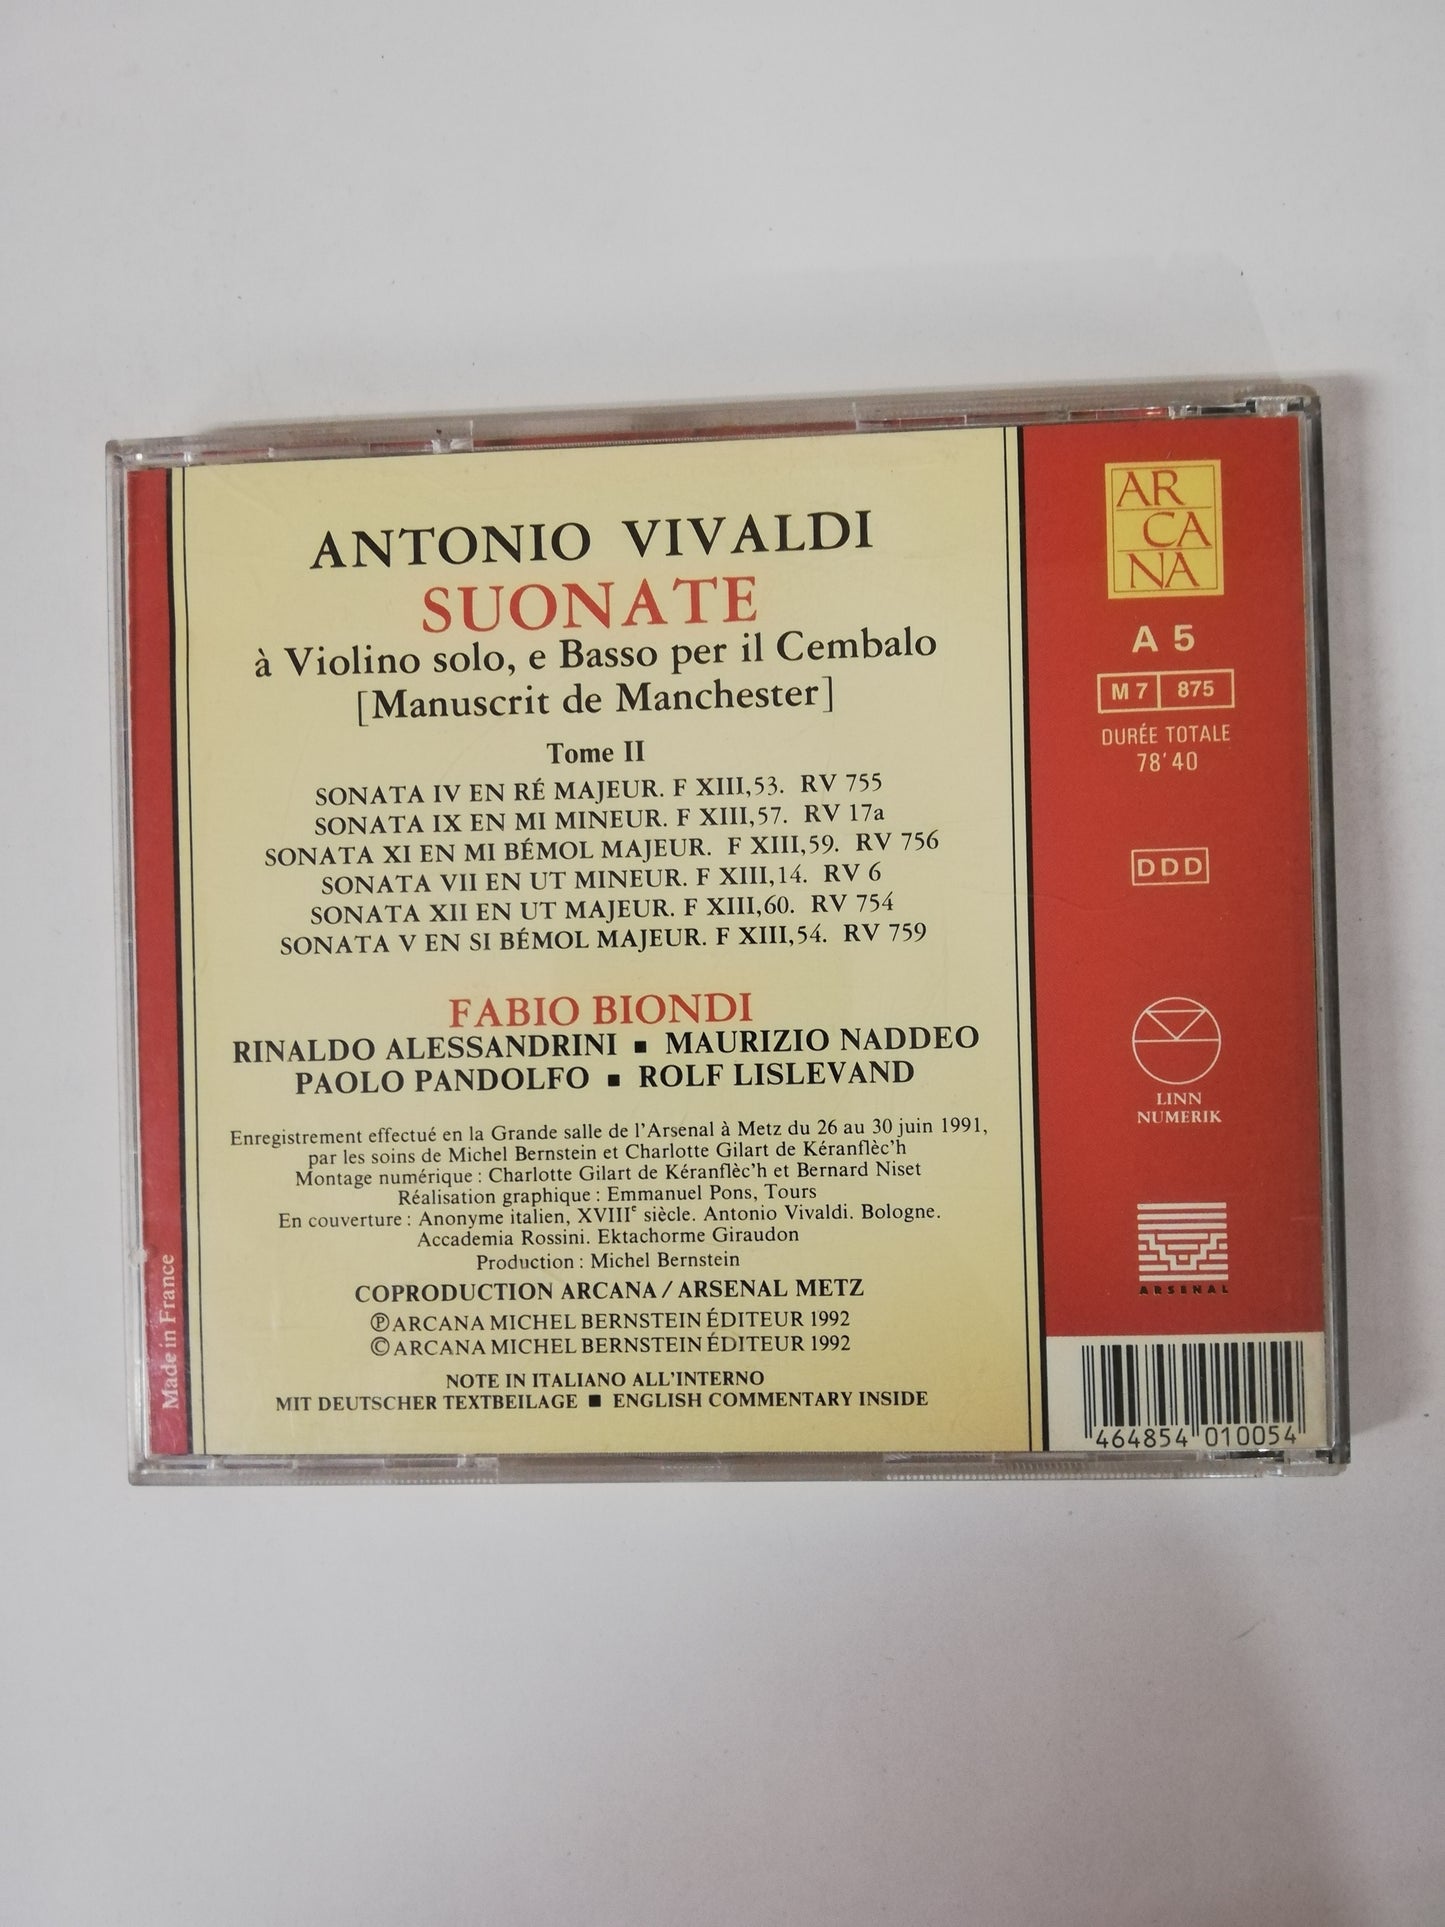 ANTONIO VIVALDI
SUONATE
à Violino solo, e Basso per il Cembalo
[Manuscrit de Manchester]
Tome II
SONATA IV EN RÉ MAJEUR. F XIII,53. RV 755
SONATA IX EN MI MINEUR. F XIII,57. RV 17a
SONATA XI EN MI BÉMOL MAJEUR. F XIII,59. RV 756
SONATA VII EN UT MINEUR. F XIII,14. RV 6
SONATA XII EN UT MAJEUR. F XIII,60. RV 754
SONATA V EN SI BÉMOL MAJEUR. F XIII,54. RV 759
FABIO BIONDI
RINALDO ALESSANDRINI ■ MAURIZIO NADDEO
PAOLO PANDOLFO ■ ROLF LISLEVAND
Enregistrement effectué en la Grande salle de l'Arsenal à Metz du 26 au 30 juin 1991,
par les soins de Michel Bernstein et Charlotte Gilart de Kéranflèc'h
Montage numérique : Charlotte Gilart de Kéranflèc'h et Bernard Niset
Réalisation graphique : Emmanuel Pons, Tours
En couverture : Anonyme italien, XVIIIe siècle. Antonio Vivaldi. Bologne.
Accademia Rossini. Ektachorme Giraudon
Production : Michel Bernstein
COPRODUCTION ARCANA / ARSENAL METZ
℗ ARCANA MICHEL BERNSTEIN ÉDITEUR 1992
© ARCANA MICHEL BERNSTEIN ÉDITEUR 1992
NOTE IN ITALIANO ALL'INTERNO
MIT DEUTSCHER TEXTBEILAGE ■ ENGLISH COMMENTARY INSIDE
Made in France
AR
CA
NA
A 5
M 7 875
DURÉE TOTALE
78'40
DDD
LINN
NUMERIK
ARSENAL
464854 010054